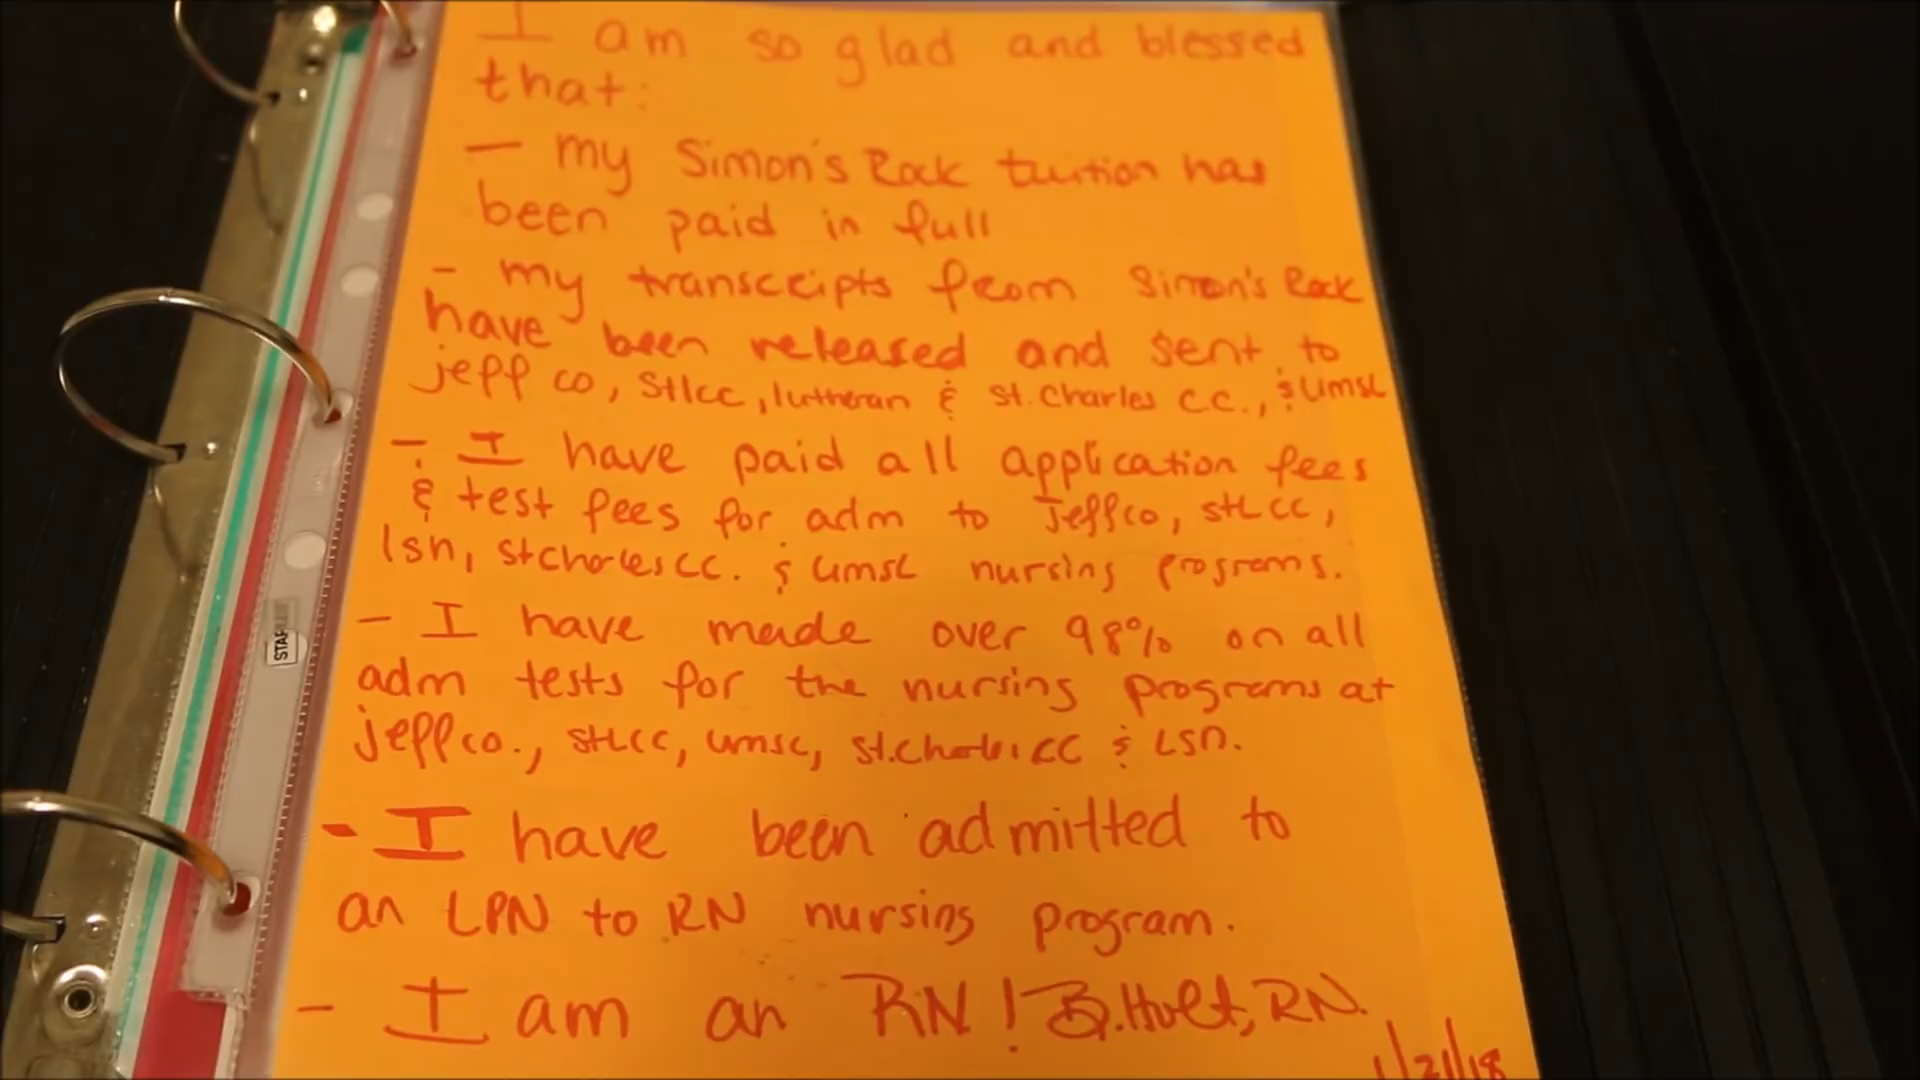 I am so glad and blessed
that:
- my Simon's Rock tuition has
been paid in full
- my transcripts from Simon's Rock
have been released and sent to
jeff co, stlcc, lutheran & St. Charles C.C., & UMSL
- I have paid all application fees
& test fees for adm to Jeffco, STLCC,
lsn, St Charles CC. & UMSL nursing programs.
- I have made over 98% on all
adm tests for the nursing programs at
jeffco., STLCC, UMSL, St. Charles CC & LSN.
- I have been admitted to
an LPN to RN nursing program.
- I am an RN! Holt, RN.
1/21/18
STAPLES